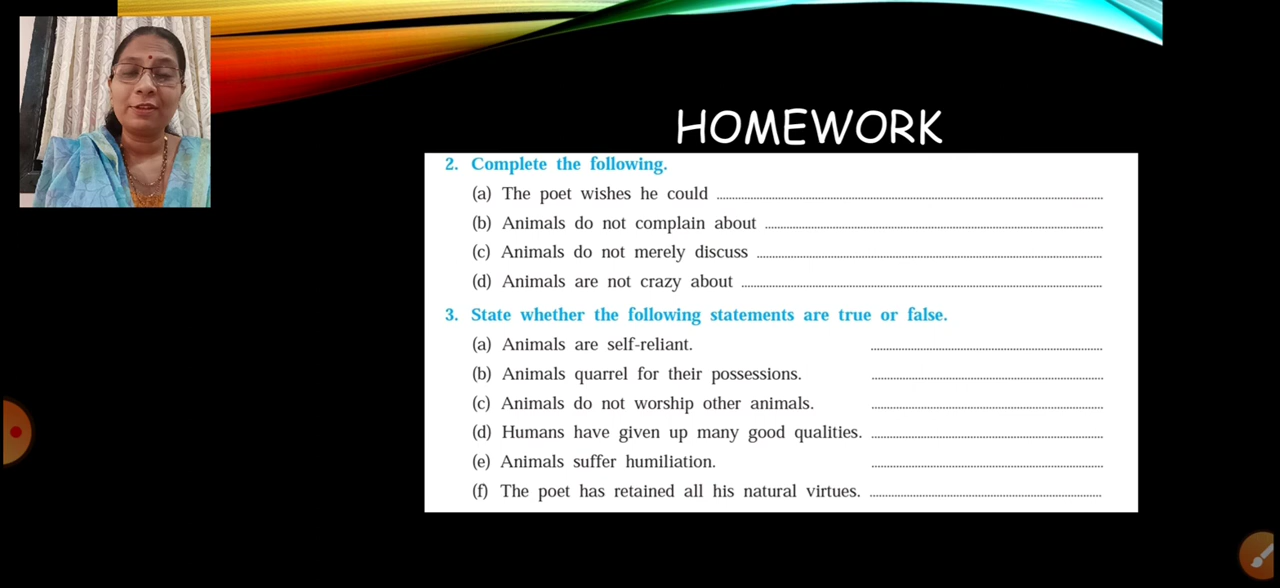 HOMEWORK
2. Complete the following.
(a) The poet wishes he could ....................
(b) Animals do not complain about ....................
(c) Animals do not merely discuss ....................
(d) Animals are not crazy about ....................
3. State whether the following statements are true or false.
(a) Animals are self-reliant. ....................
(b) Animals quarrel for their possessions. ....................
(c) Animals do not worship other animals. ....................
(d) Humans have given up many good qualities. ....................
(e) Animals suffer humiliation. ....................
(f) The poet has retained all his natural virtues. ....................